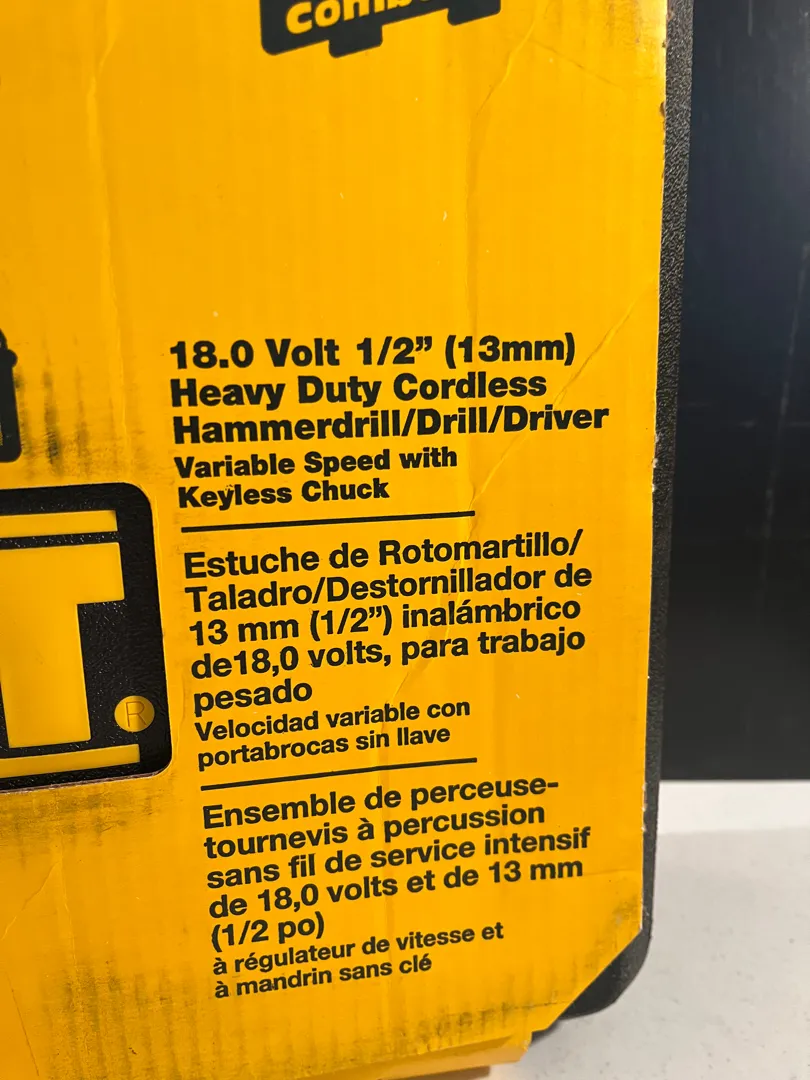 18.0 Volt 1/2” (13mm)
Heavy Duty Cordless
Hammerdrill/Drill/Driver
Variable Speed with
Keyless Chuck
Estuche de Rotomartillo/
Taladro/Destornillador de
13 mm (1/2”) inalámbrico
de18,0 volts, para trabajo
pesado
Velocidad variable con
portabrocas sin llave
T.®
Ensemble de perceuse-
tournevis à percussion
sans fil de service intensif
de 18,0 volts et de 13 mm
(1/2 po)
à régulateur de vitesse et
à mandrin sans clé